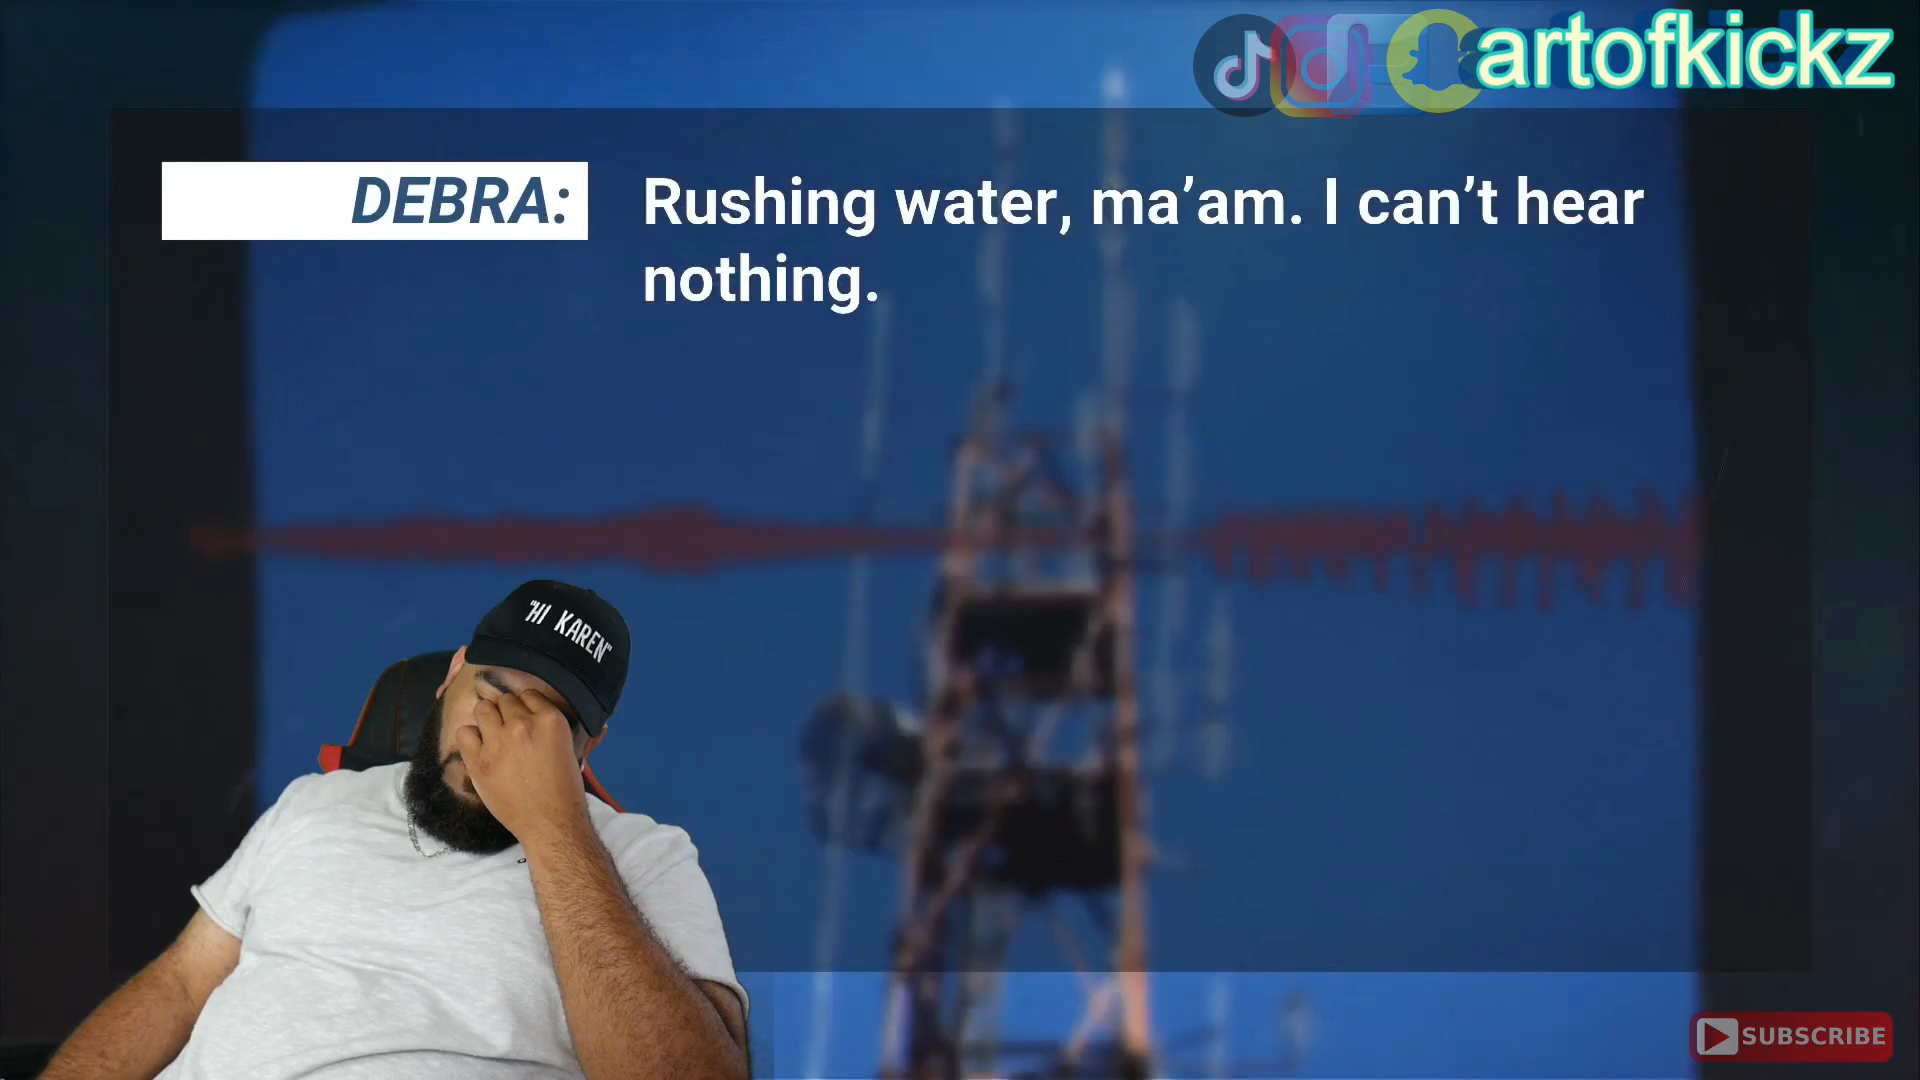 artofkickz
DEBRA:
Rushing water, ma’am. I can’t hear
nothing.
"HI KAREN"
SUBSCRIBE